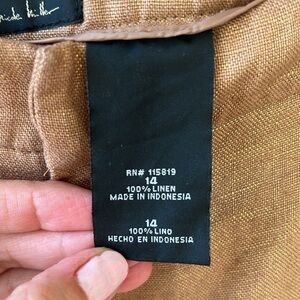 RN# 115819
14
100% LINEN
MADE IN INDONESIA
14
100% LINO
HECHO EN INDONESIA